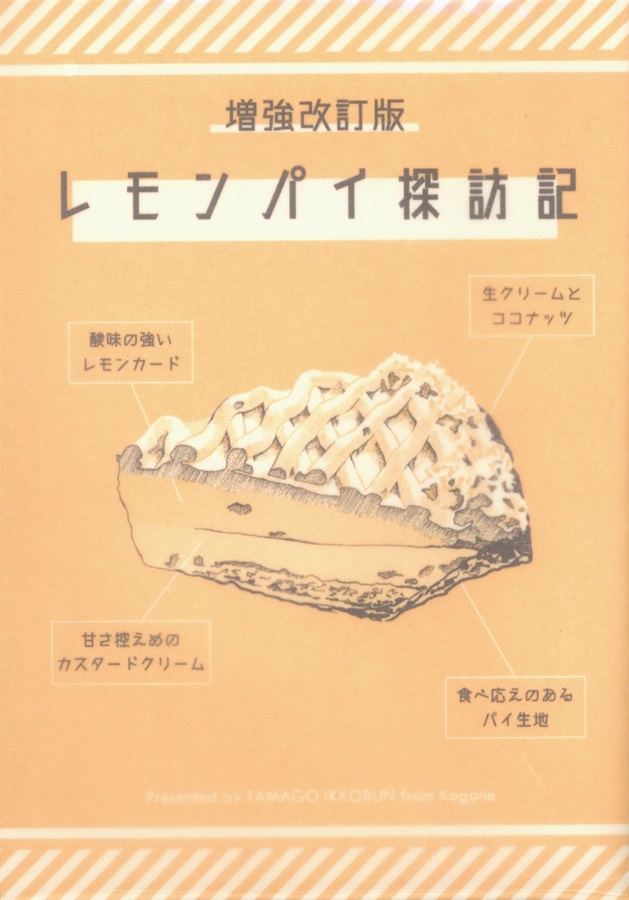 増強改訂版
レモンパイ探訪記
生クリームと
ココナッツ
酸味の強い
レモンカード
甘さ控えめの
カスタードクリーム
食べ応えのある
パイ生地
Presented by TAMAGO IKKOBUN from Kogane